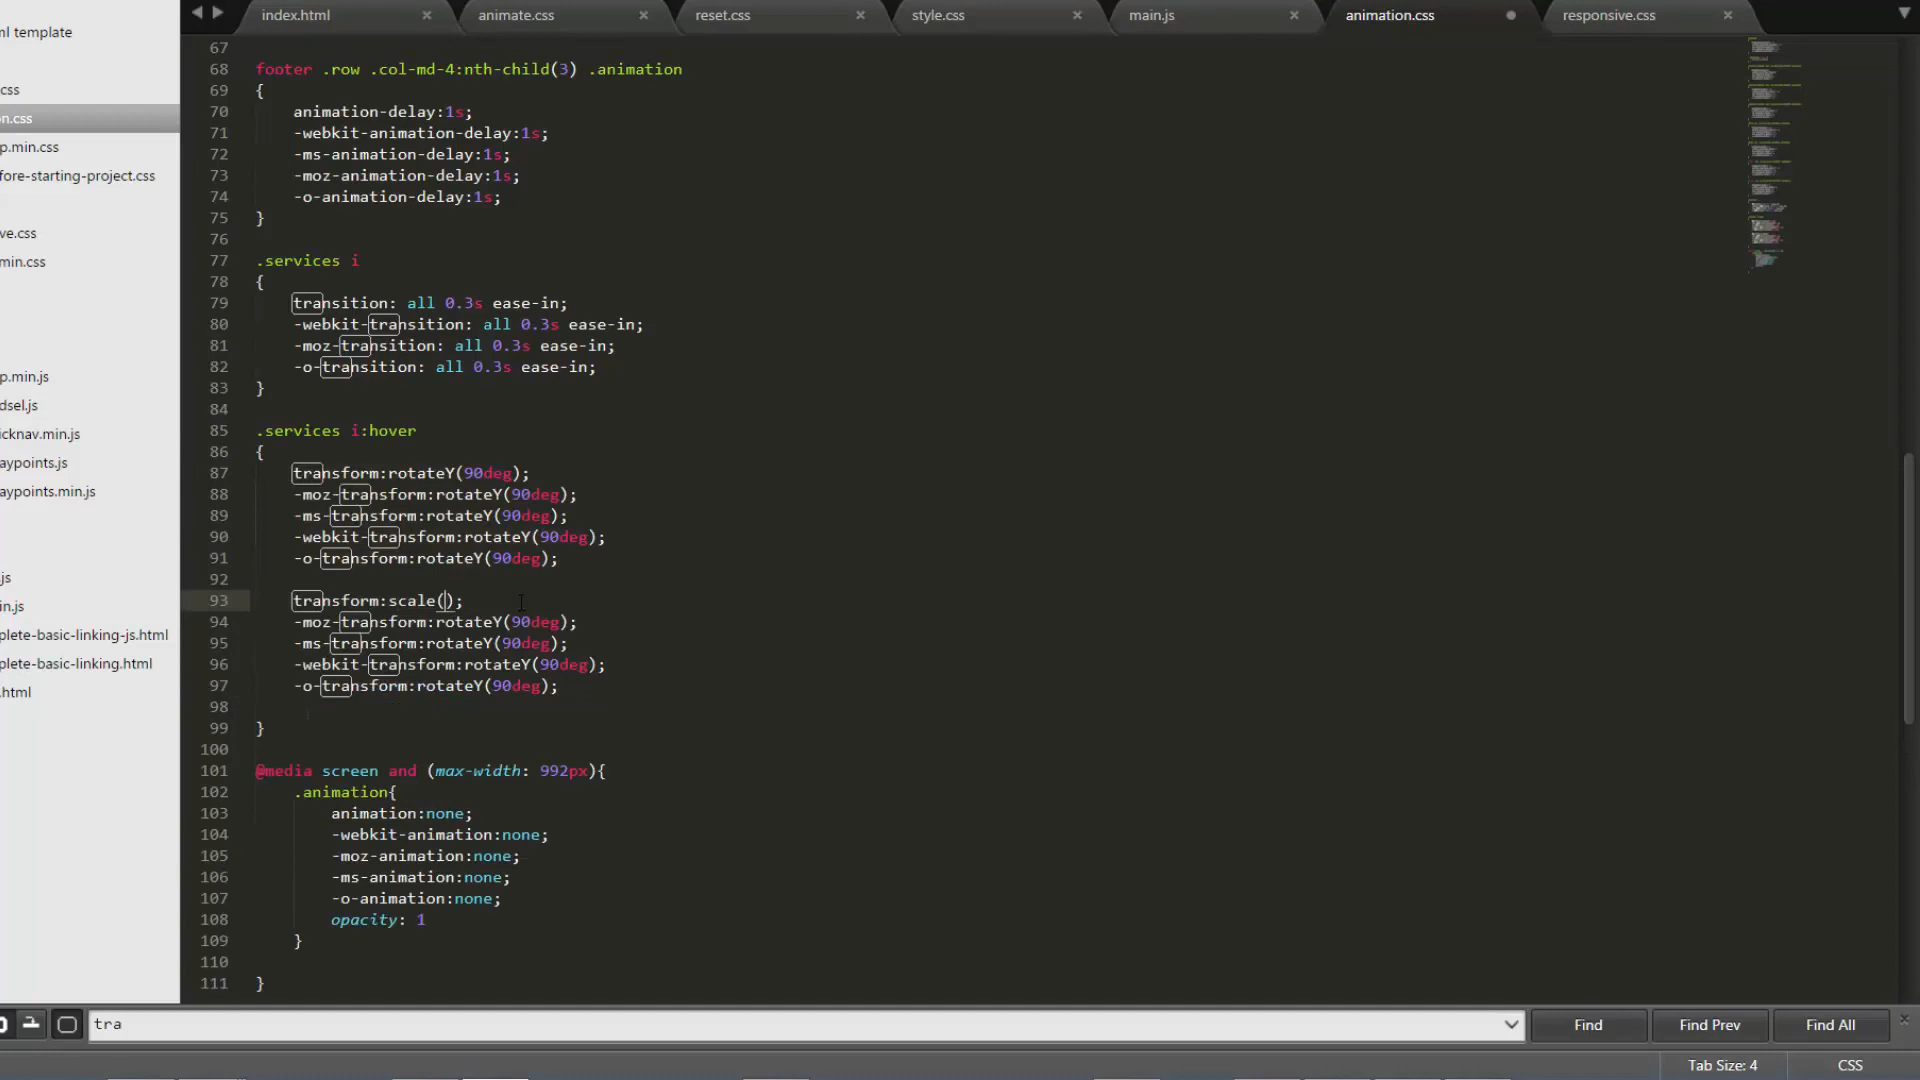 index.html × animate.css × reset.css × style.css × main.js × animation.css responsive.css ×
ml template
css
on.css
p.min.css
fore-starting-project.css
ve.css
min.css
p.min.js
dsel.js
icknav.min.js
aypoints.js
aypoints.min.js
js
in.js
plete-basic-linking-js.html
plete-basic-linking.html
.html
67
68 footer .row .col-md-4:nth-child(3) .animation
69 {
70 animation-delay:1s;
71 -webkit-animation-delay:1s;
72 -ms-animation-delay:1s;
73 -moz-animation-delay:1s;
74 -o-animation-delay:1s;
75 }
76
77 .services i
78 {
79 transition: all 0.3s ease-in;
80 -webkit-transition: all 0.3s ease-in;
81 -moz-transition: all 0.3s ease-in;
82 -o-transition: all 0.3s ease-in;
83 }
84
85 .services i:hover
86 {
87 transform:rotateY(90deg);
88 -moz-transform:rotateY(90deg);
89 -ms-transform:rotateY(90deg);
90 -webkit-transform:rotateY(90deg);
91 -o-transform:rotateY(90deg);
92
93 transform:scale();
94 -moz-transform:rotateY(90deg);
95 -ms-transform:rotateY(90deg);
96 -webkit-transform:rotateY(90deg);
97 -o-transform:rotateY(90deg);
98
99 }
100
101 @media screen and (max-width: 992px){
102 .animation{
103 animation:none;
104 -webkit-animation:none;
105 -moz-animation:none;
106 -ms-animation:none;
107 -o-animation:none;
108 opacity: 1
109 }
110
111 }
tra
Find
Find Prev
Find All
×
Tab Size: 4
CSS